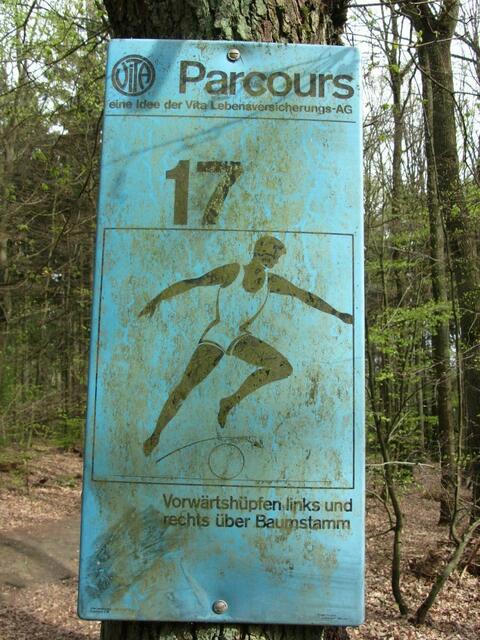 VITA Parcours
eine Idee der Vita Lebensversicherungs-AG
17
Vorwärtshüpfen links und
rechts über Baumstamm